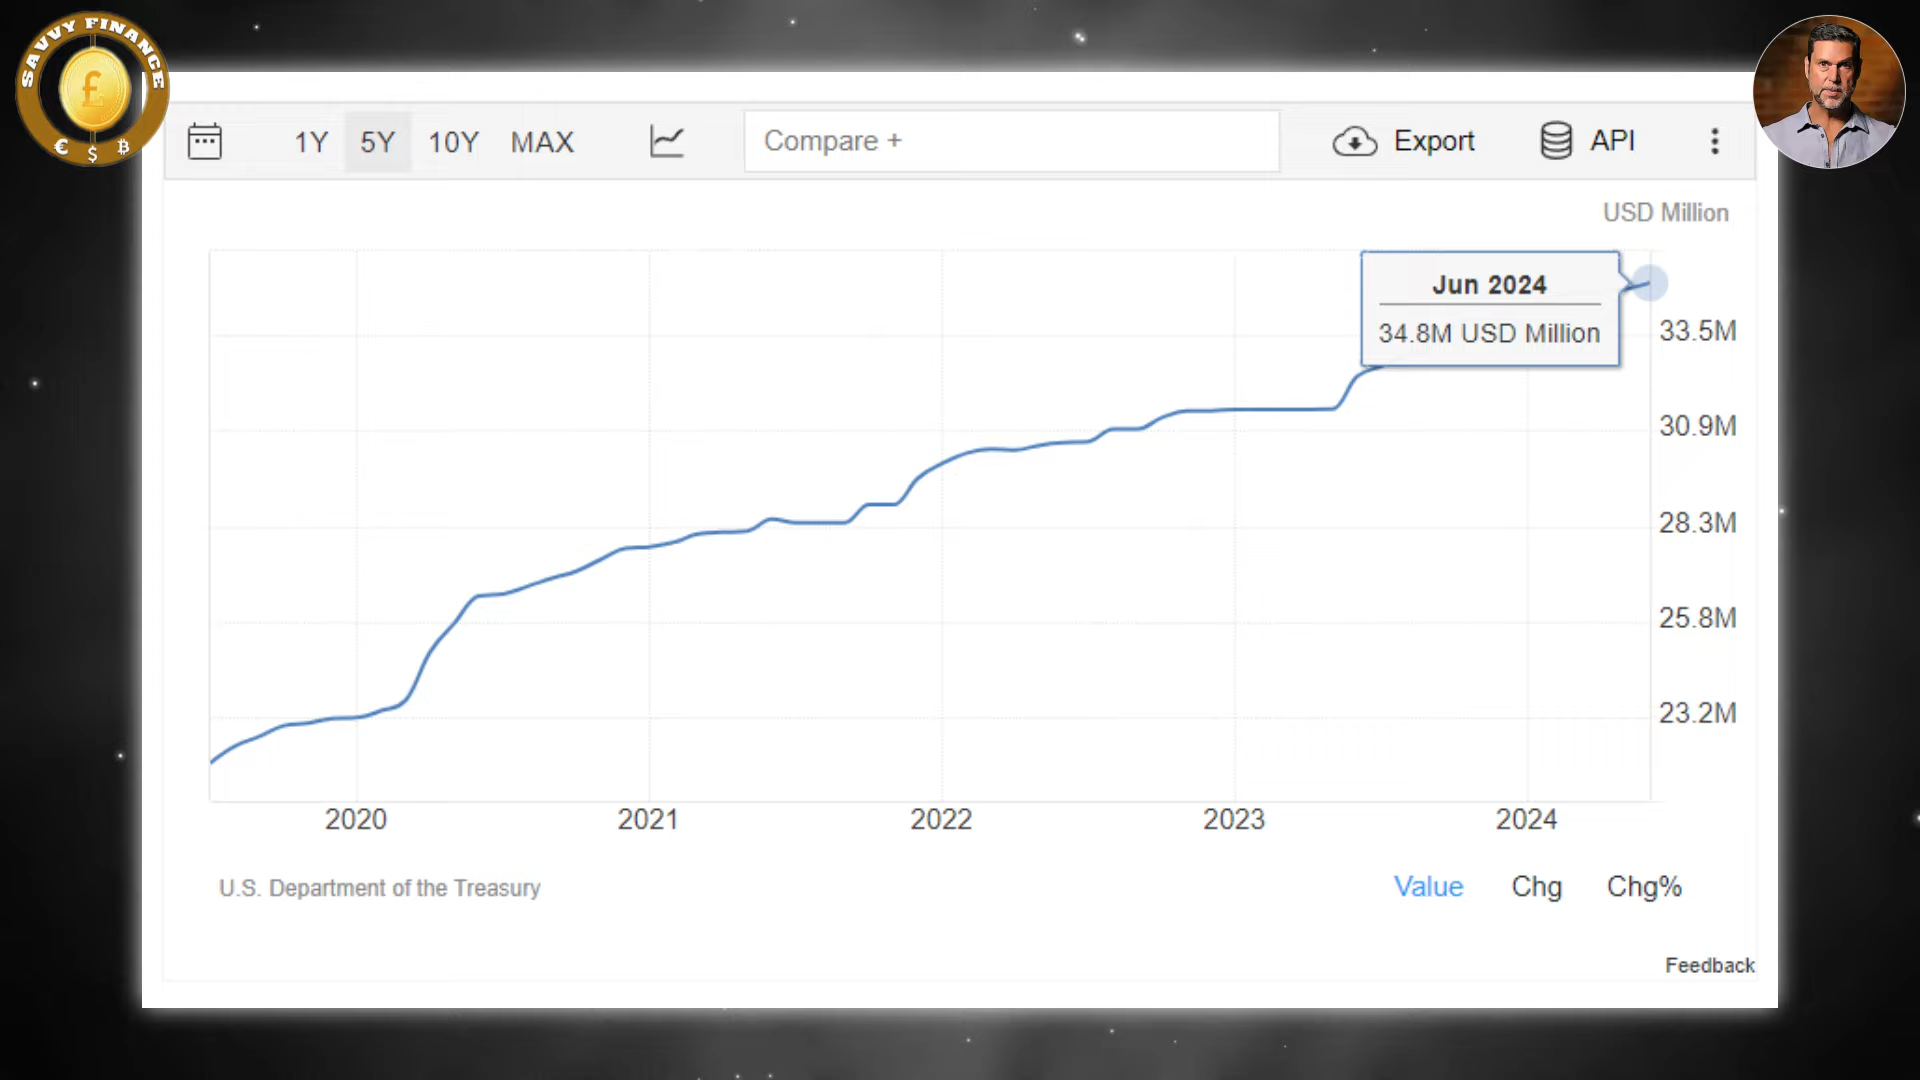 SAVVY FINANCE
£
€ $ ₿
1Y 5Y 10Y MAX Compare + Export API
USD Million
Jun 2024
34.8M USD Million
33.5M
30.9M
28.3M
25.8M
23.2M
2020 2021 2022 2023 2024
U.S. Department of the Treasury
Value Chg Chg%
Feedback